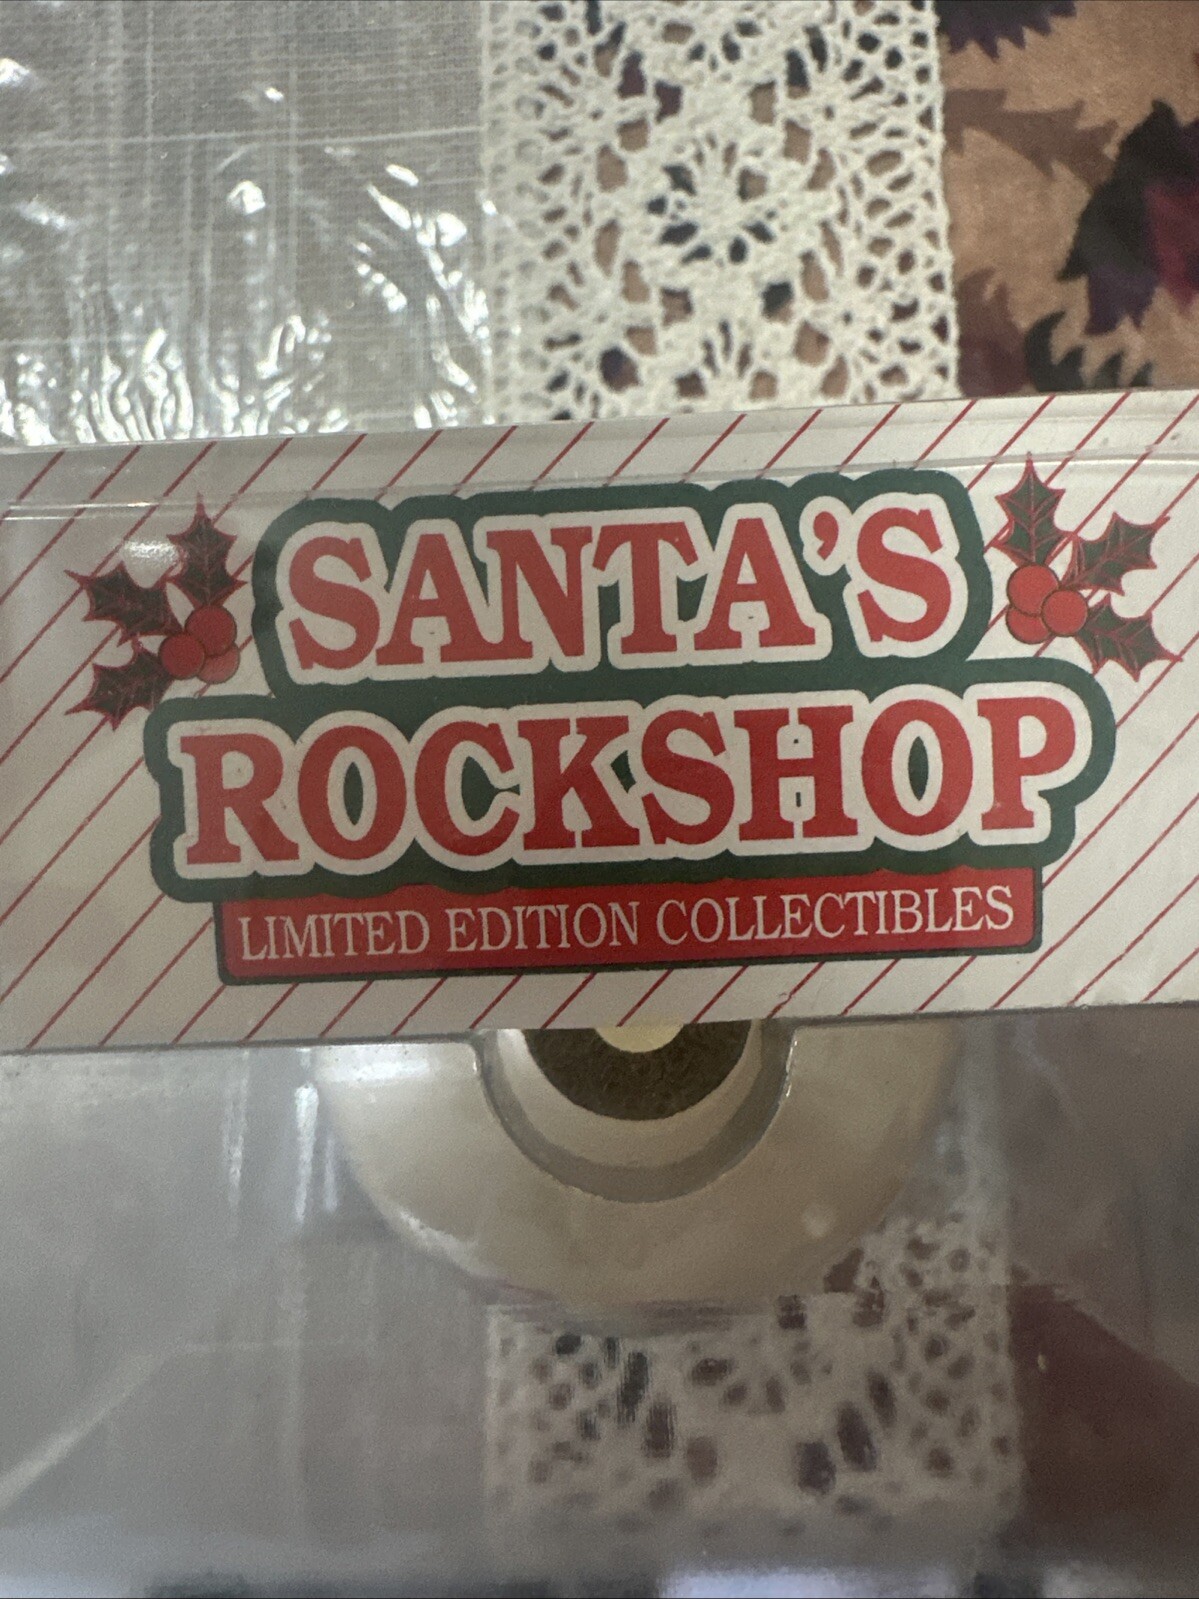 SANTA'S
ROCKSHOP
LIMITED EDITION COLLECTIBLES